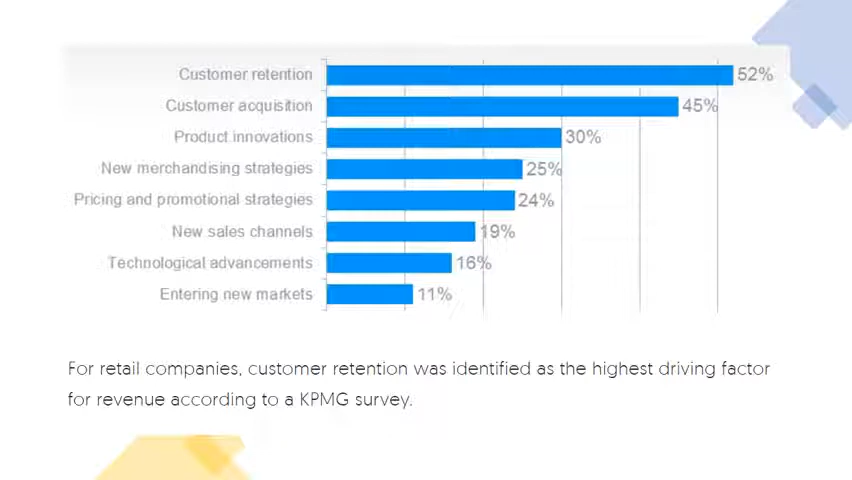 Customer retention 52%
Customer acquisition 45%
Product innovations 30%
New merchandising strategies 25%
Pricing and promotional strategies 24%
New sales channels 19%
Technological advancements 16%
Entering new markets 11%
For retail companies, customer retention was identified as the highest driving factor
for revenue according to a KPMG survey.